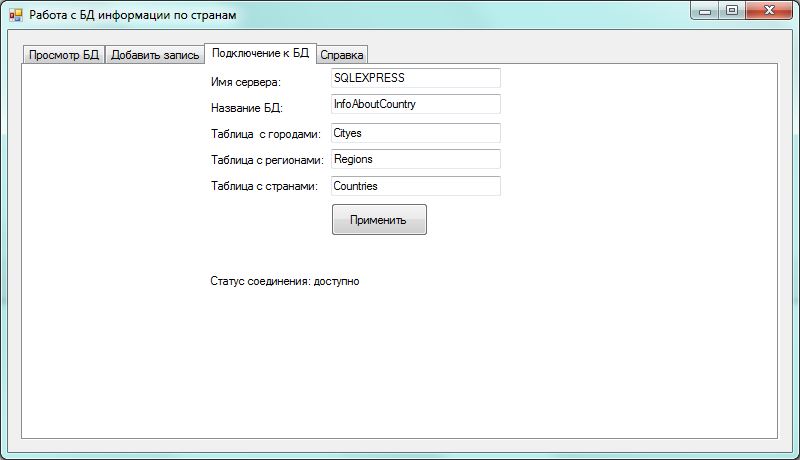 Работа с БД информации по странам
Просмотр БД Добавить запись Подключение к БД Справка
Имя сервера: SQLEXPRESS
Название БД: InfoAboutCountry
Таблица с городами: Cityes
Таблица с регионами: Regions
Таблица с странами: Countries
Применить
Статус соединения: доступно